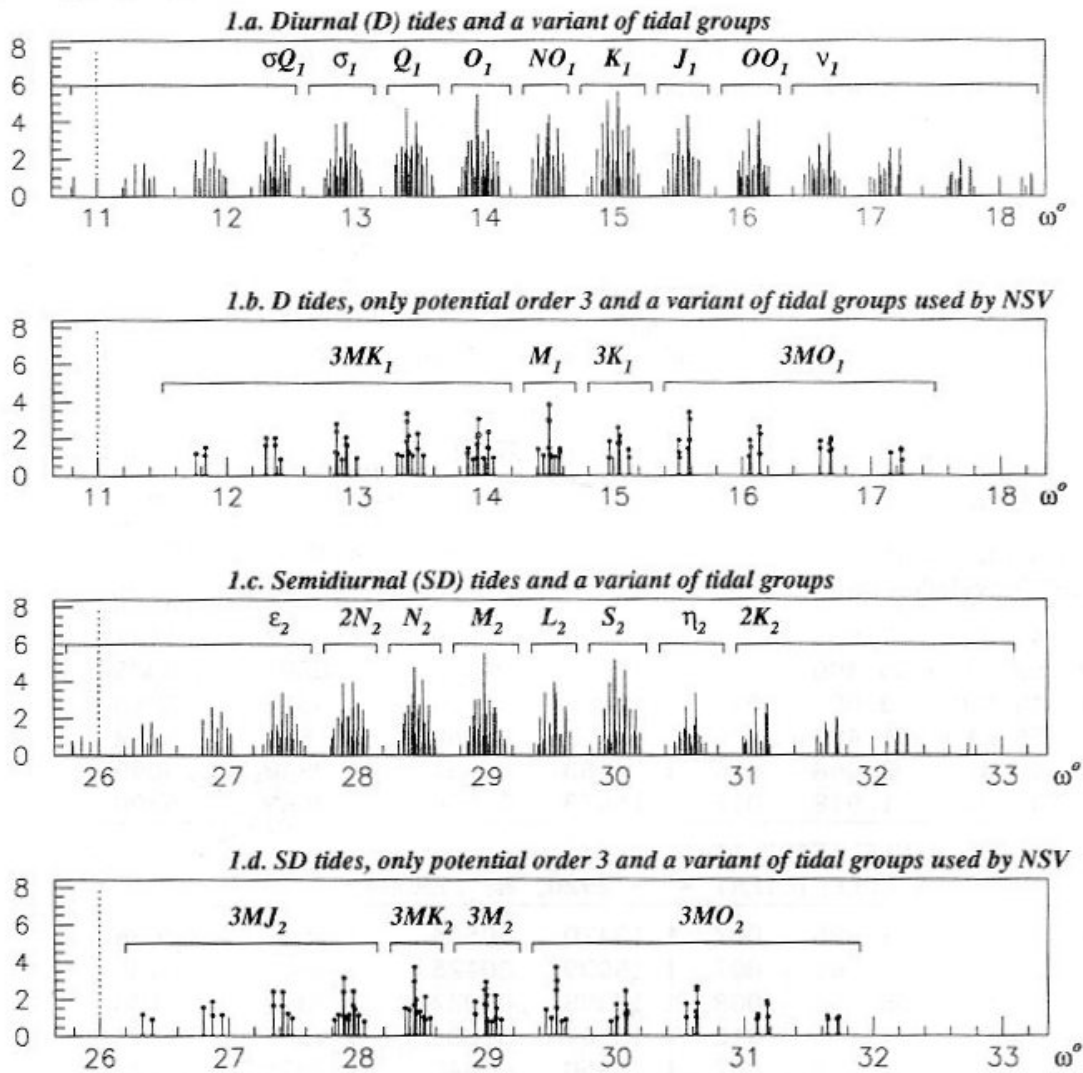 1.a. Diurnal (D) tides and a variant of tidal groups
8
σQ₁ σ₁ Q₁ O₁ NO₁ K₁ J₁ OO₁ ν₁
6
4
2
0
11 12 13 14 15 16 17 18 ω°
1.b. D tides, only potential order 3 and a variant of tidal groups used by NSV
8
6
3MK₁ M₁ 3K₁ 3MO₁
4
2
0
11 12 13 14 15 16 17 18 ω°
1.c. Semidiurnal (SD) tides and a variant of tidal groups
8
ε₂ 2N₂ N₂ M₂ L₂ S₂ η₂ 2K₂
6
4
2
0
26 27 28 29 30 31 32 33 ω°
1.d. SD tides, only potential order 3 and a variant of tidal groups used by NSV
8
3MJ₂ 3MK₂ 3M₂ 3MO₂
6
4
2
0
26 27 28 29 30 31 32 33 ω°